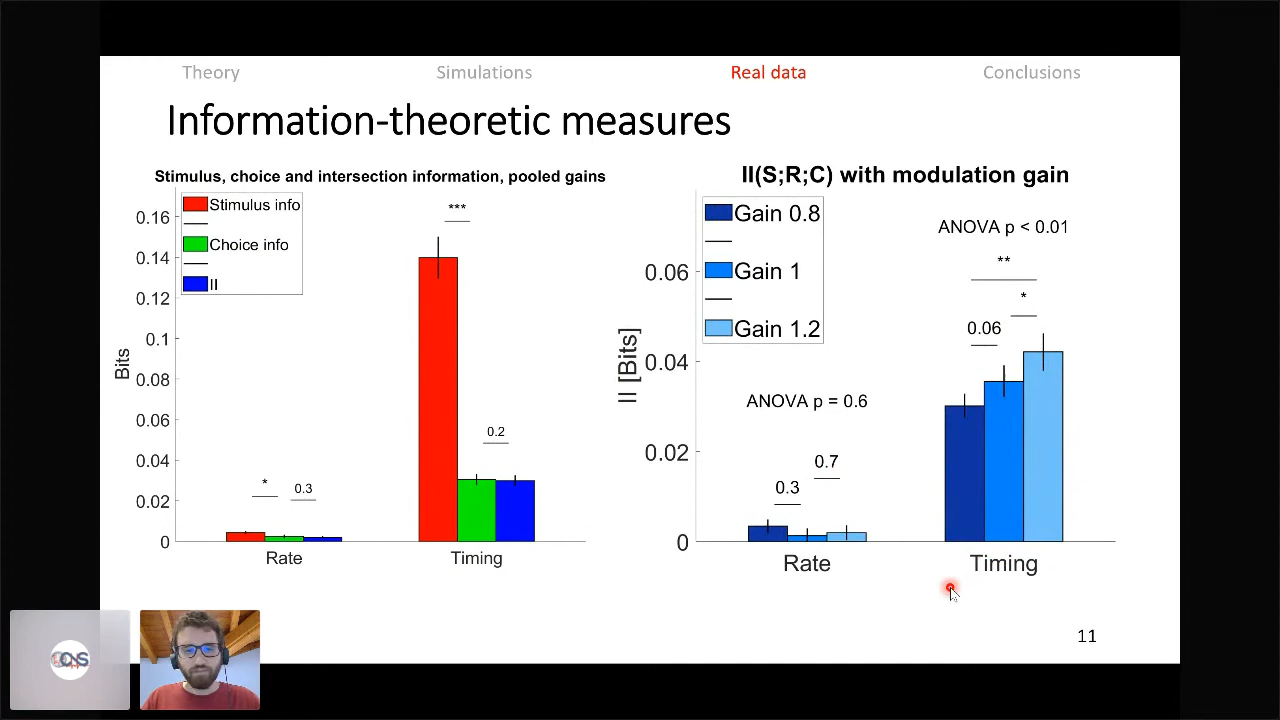 Theory
Simulations
Real data
Conclusions
Information-theoretic measures
Stimulus, choice and intersection information, pooled gains
Stimulus info
Choice info
II
Bits
0.16
0.14
0.12
0.1
0.08
0.06
0.04
0.02
0
***
*
0.3
0.2
Rate
Timing
II(S;R;C) with modulation gain
Gain 0.8
Gain 1
Gain 1.2
II [Bits]
0.06
0.04
0.02
0
ANOVA p < 0.01
**
*
0.06
ANOVA p = 0.6
0.7
0.3
Rate
Timing
11